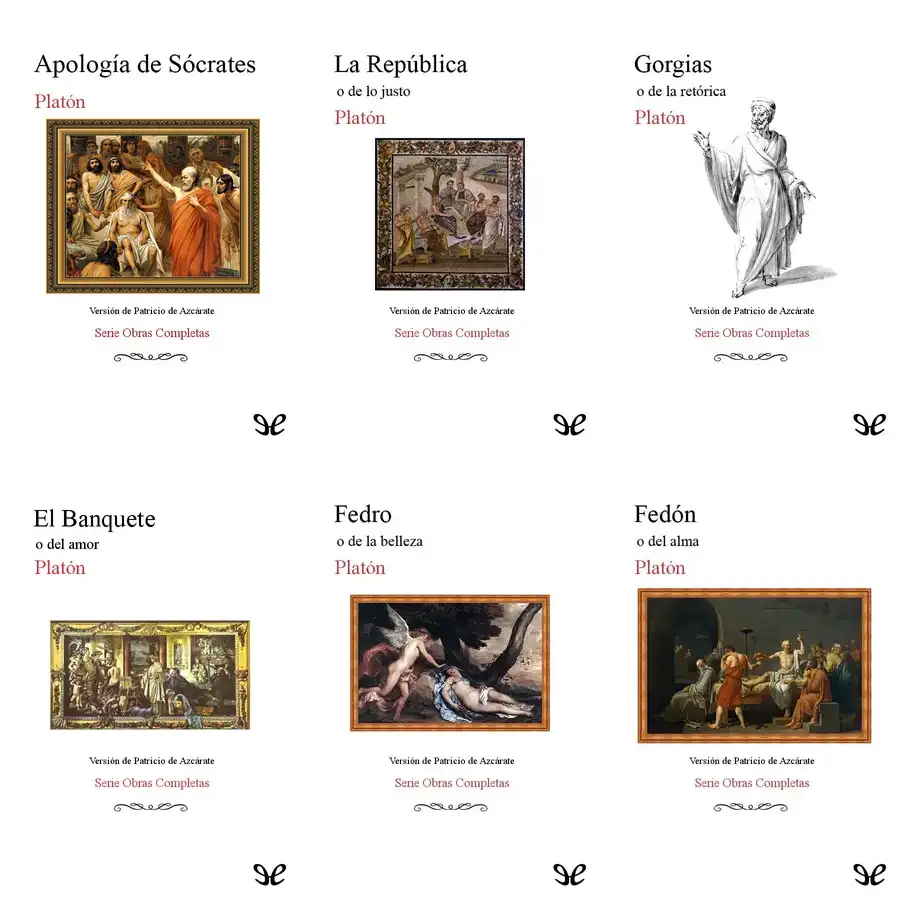 Apología de Sócrates
Platón
Versión de Patricio de Azcárate
Serie Obras Completas
La República
o de lo justo
Platón
Versión de Patricio de Azcárate
Serie Obras Completas
Gorgias
o de la retórica
Platón
Versión de Patricio de Azcárate
Serie Obras Completas
El Banquete
o del amor
Platón
Versión de Patricio de Azcárate
Serie Obras Completas
Fedro
o de la belleza
Platón
Versión de Patricio de Azcárate
Serie Obras Completas
Fedón
o del alma
Platón
Versión de Patricio de Azcárate
Serie Obras Completas